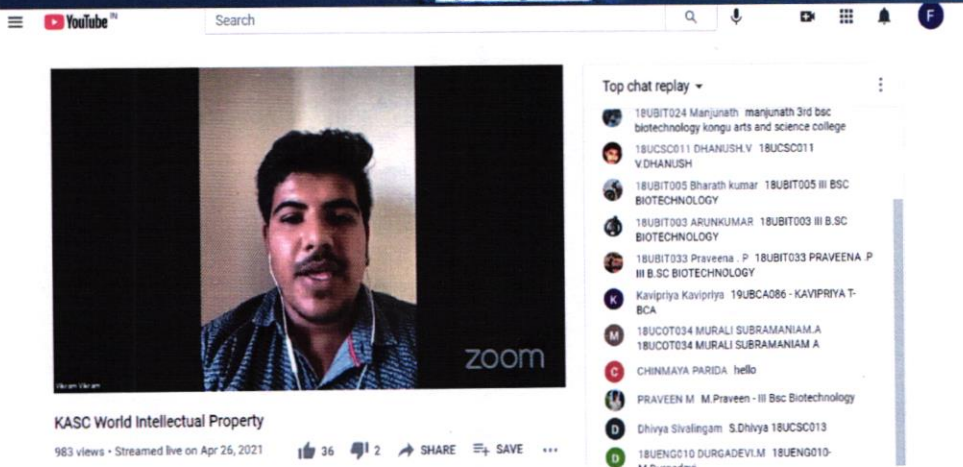 YouTube IN
Search
F
Top chat replay
18UBIT024 Manjunath manjunath 3rd bsc
biotechnology kongu arts and science college
18UCSC011 DHANUSH.V 18UCSC011
V.DHANUSH
18UBIT005 Bharath kumar 18UBIT005 III BSC
BIOTECHNOLOGY
18UBIT003 ARUNKUMAR 18UBIT003 III B.SC
BIOTECHNOLOGY
18UBIT033 Praveena . P 18UBIT033 PRAVEENA .P
III B.SC BIOTECHNOLOGY
K Kavipriya Kavipriya 19UBCA086 - KAVIPRIYA T-
BCA
M 18UCOT034 MURALI SUBRAMANIAM.A
18UCOT034 MURALI SUBRAMANIAM A
C CHINMAYA PARIDA hello
PRAVEEN M M.Praveen - III Bsc Biotechnology
D Dhivya Sivalingam S.Dhivya 18UCSC013
D 18UENG010 DURGADEVI.M 18UENG010-
zoom
Vikram Vikram
KASC World Intellectual Property
983 views • Streamed live on Apr 26, 2021
36
2
SHARE
SAVE